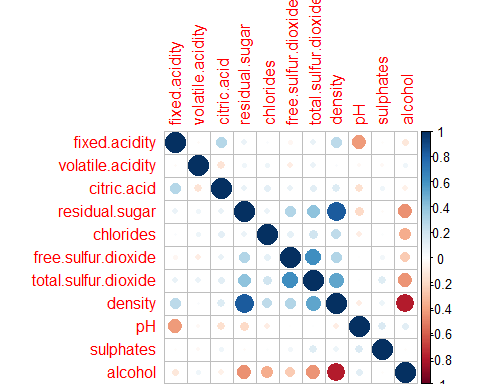 fixed.acidity
volatile.acidity
citric.acid
residual.sugar
chlorides
free.sulfur.dioxide
total.sulfur.dioxide
density
pH
sulphates
alcohol
fixed.acidity
volatile.acidity
citric.acid
residual.sugar
chlorides
free.sulfur.dioxide
total.sulfur.dioxide
density
pH
sulphates
alcohol
1
0.8
0.6
0.4
0.2
0
-0.2
-0.4
-0.6
-0.8